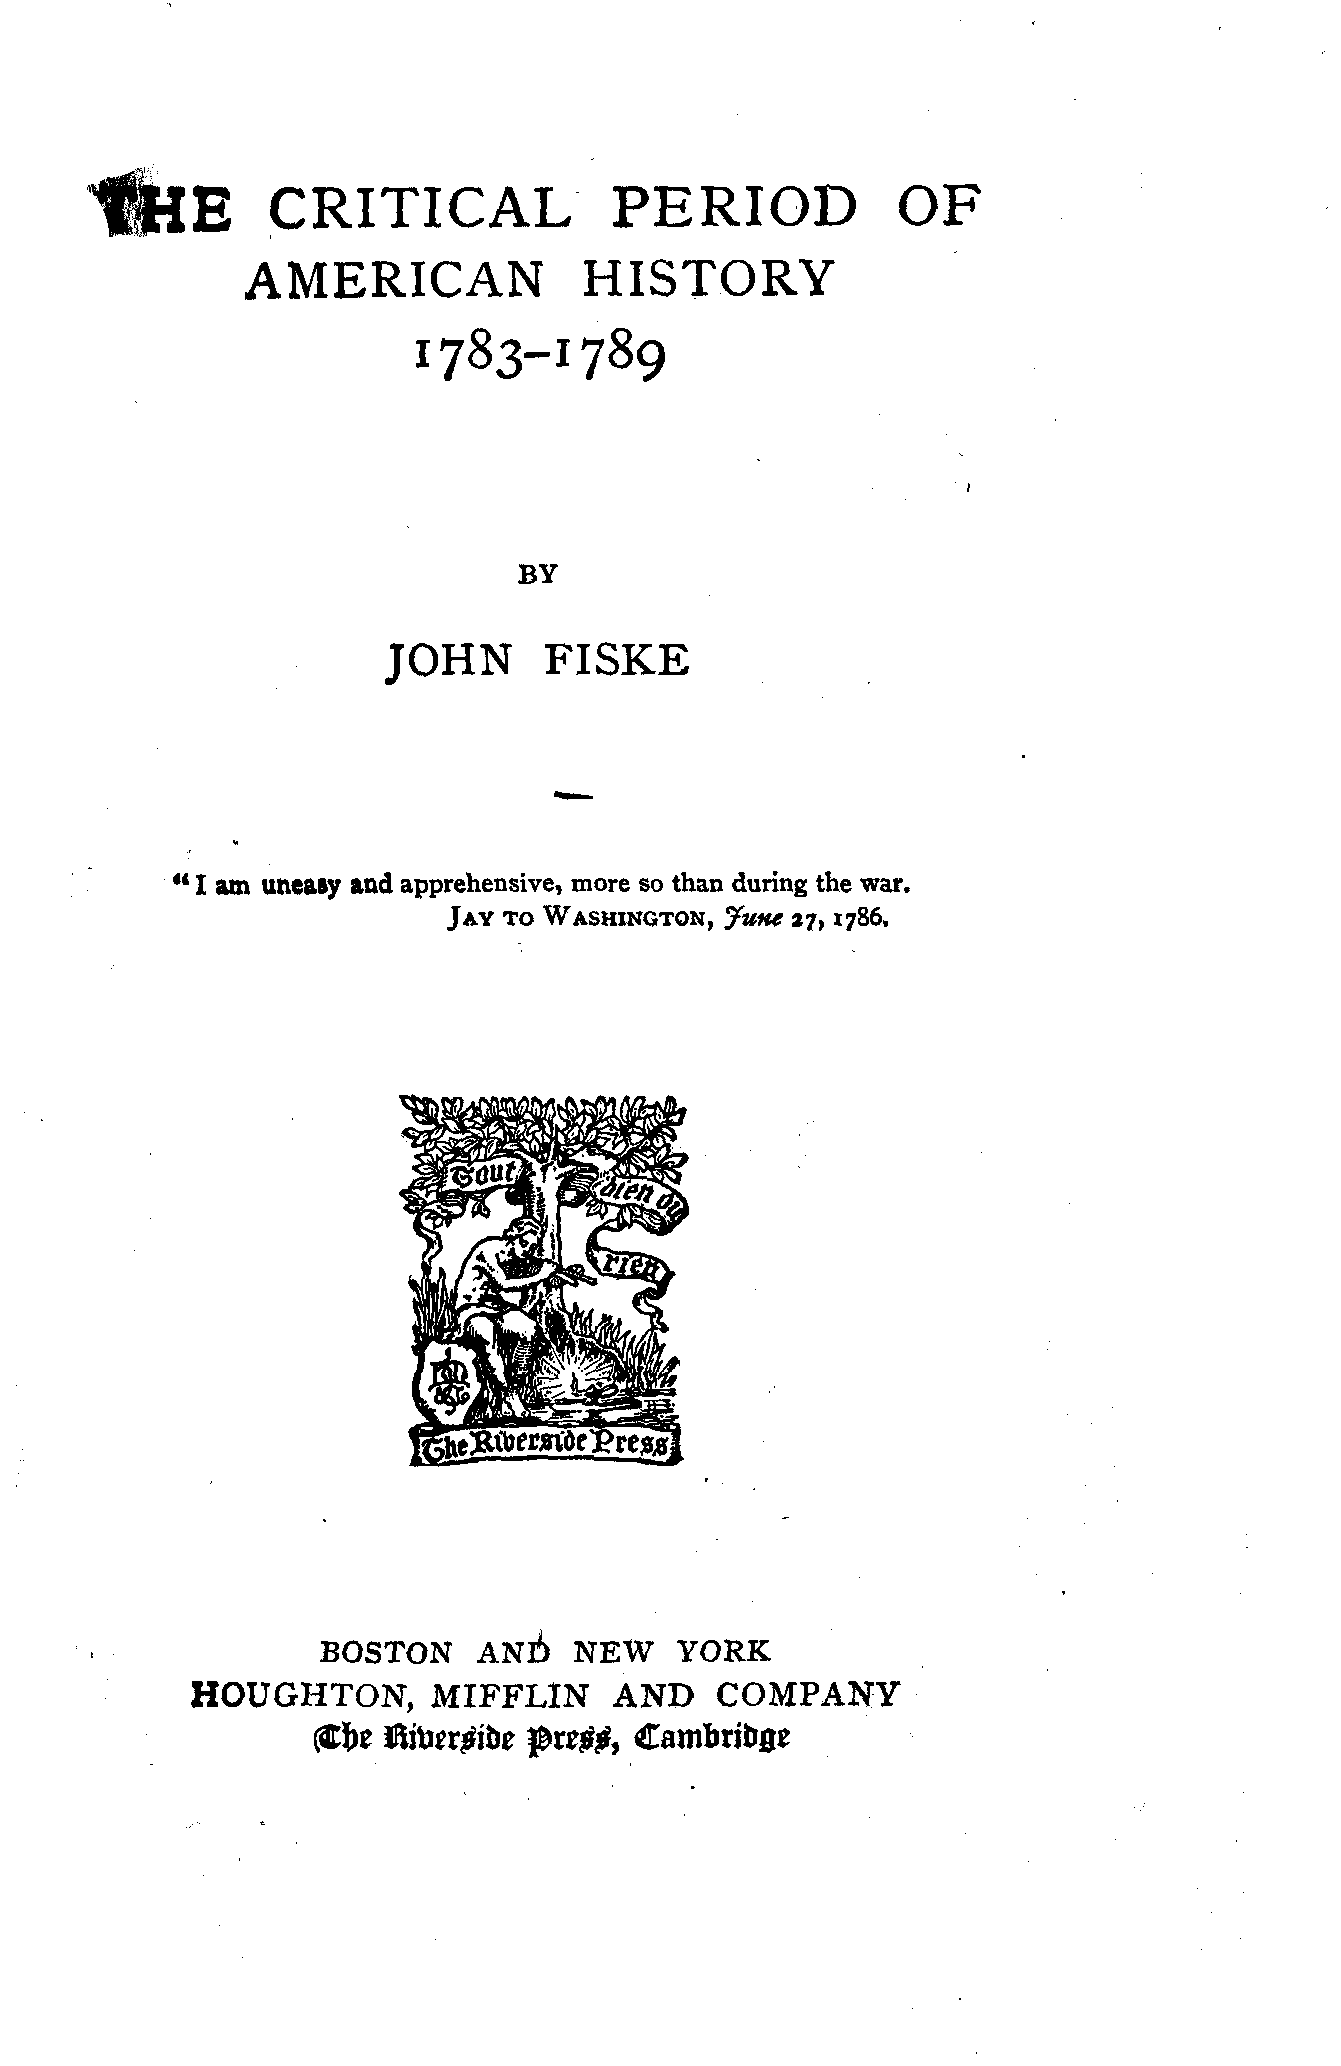 THE CRITICAL PERIOD OF
AMERICAN HISTORY
1783–1789
BY
JOHN FISKE
“I am uneasy and apprehensive, more so than during the war.
JAY TO WASHINGTON, June 27, 1786.
Tout
bien ou
rien
The Riverside Press
BOSTON AND NEW YORK
HOUGHTON, MIFFLIN AND COMPANY
The Riverside Press, Cambridge